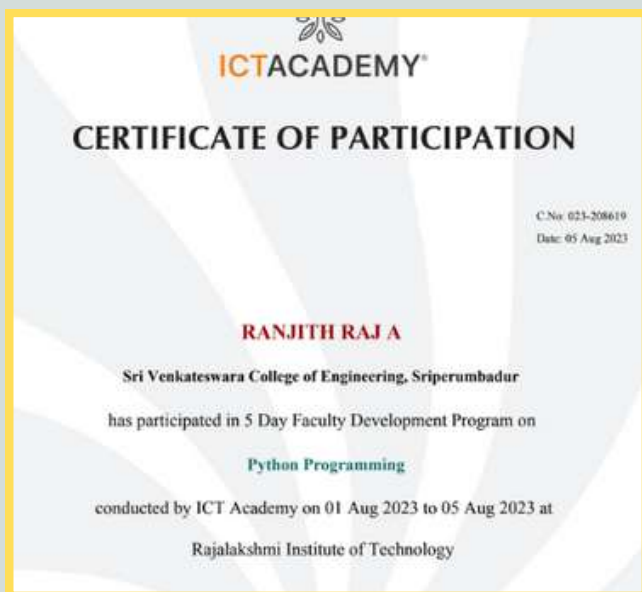 ICTACADEMY®
CERTIFICATE OF PARTICIPATION
C.No: 023-208619
Date: 05 Aug 2023
RANJITH RAJ A
Sri Venkateswara College of Engineering, Sriperumbadur
has participated in 5 Day Faculty Development Program on
Python Programming
conducted by ICT Academy on 01 Aug 2023 to 05 Aug 2023 at
Rajalakshmi Institute of Technology